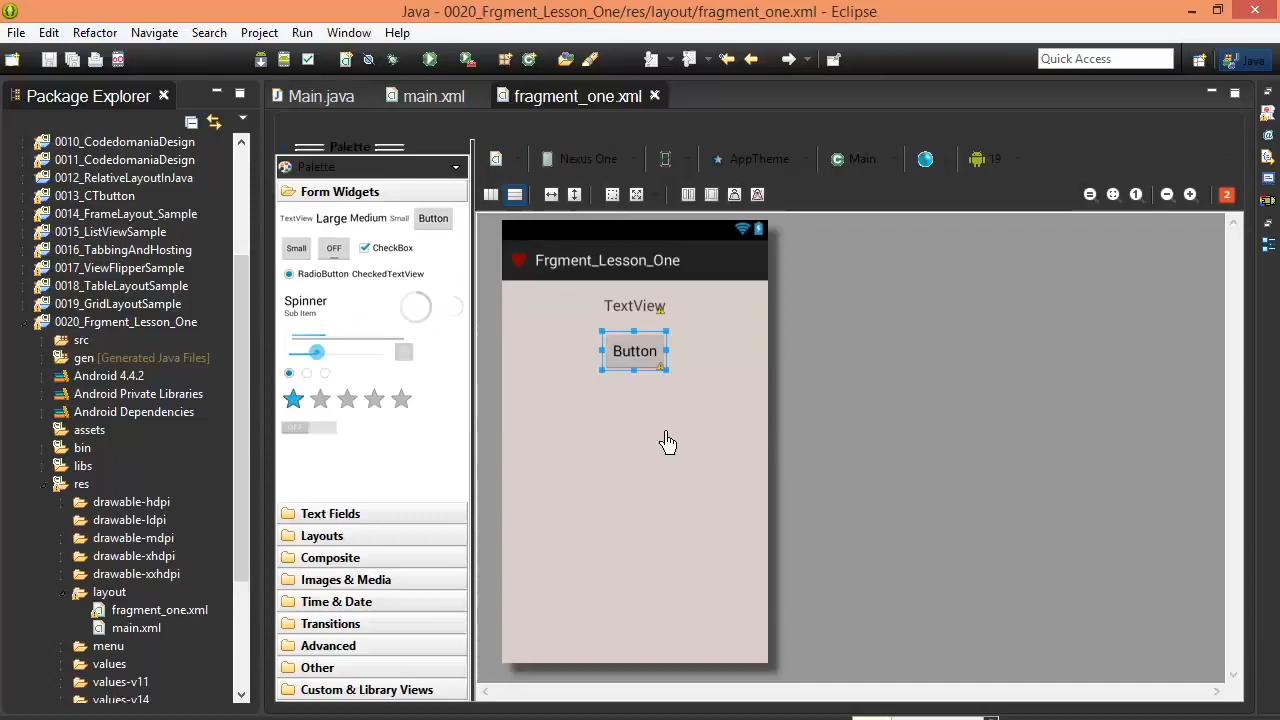 Java - 0020_Frgment_Lesson_One/res/layout/fragment_one.xml - Eclipse
File Edit Refactor Navigate Search Project Run Window Help
Quick Access
Java
Package Explorer
Main.java
main.xml
fragment_one.xml
0010_CodedomaniaDesign
0011_CodedomaniaDesign
0012_RelativeLayoutInJava
0013_CTbutton
0014_FrameLayout_Sample
0015_ListViewSample
0016_TabbingAndHosting
0017_ViewFlipperSample
0018_TableLayoutSample
0019_GridLayoutSample
0020_Frgment_Lesson_One
src
gen [Generated Java Files]
Android 4.4.2
Android Private Libraries
Android Dependencies
assets
bin
libs
res
drawable-hdpi
drawable-ldpi
drawable-mdpi
drawable-xhdpi
drawable-xxhdpi
layout
fragment_one.xml
main.xml
menu
values
values-v11
values-v14
Palette
Palette
Form Widgets
TextView Large Medium Small Button
Small OFF CheckBox
RadioButton CheckedTextView
Spinner
Sub Item
OFF
Text Fields
Layouts
Composite
Images & Media
Time & Date
Transitions
Advanced
Other
Custom & Library Views
Nexus One
AppTheme
Main
19
1
2
Frgment_Lesson_One
TextView
Button